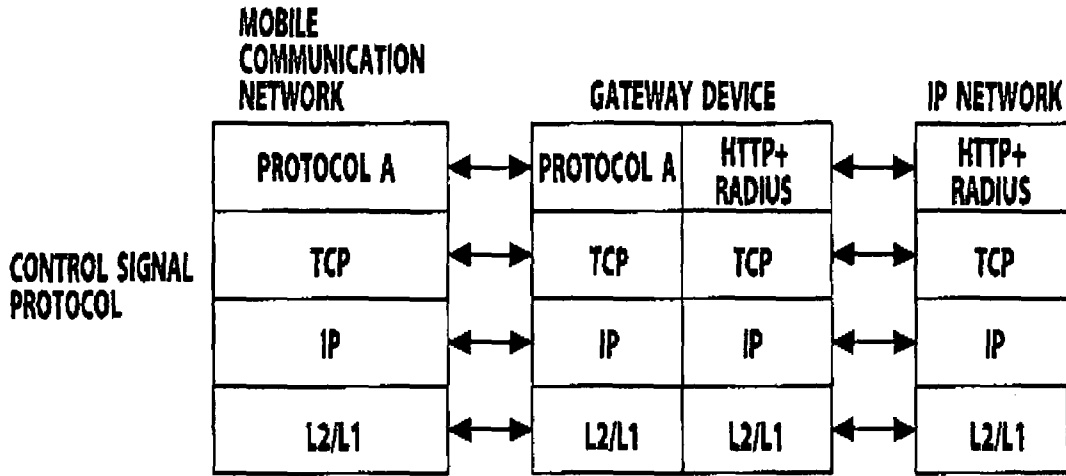 MOBILE
COMMUNICATION
NETWORK
GATEWAY DEVICE
IP NETWORK
PROTOCOL A
PROTOCOL A
HTTP+
RADIUS
HTTP+
RADIUS
CONTROL SIGNAL
PROTOCOL
TCP
TCP
TCP
TCP
IP
IP
IP
IP
L2/L1
L2/L1
L2/L1
L2/L1